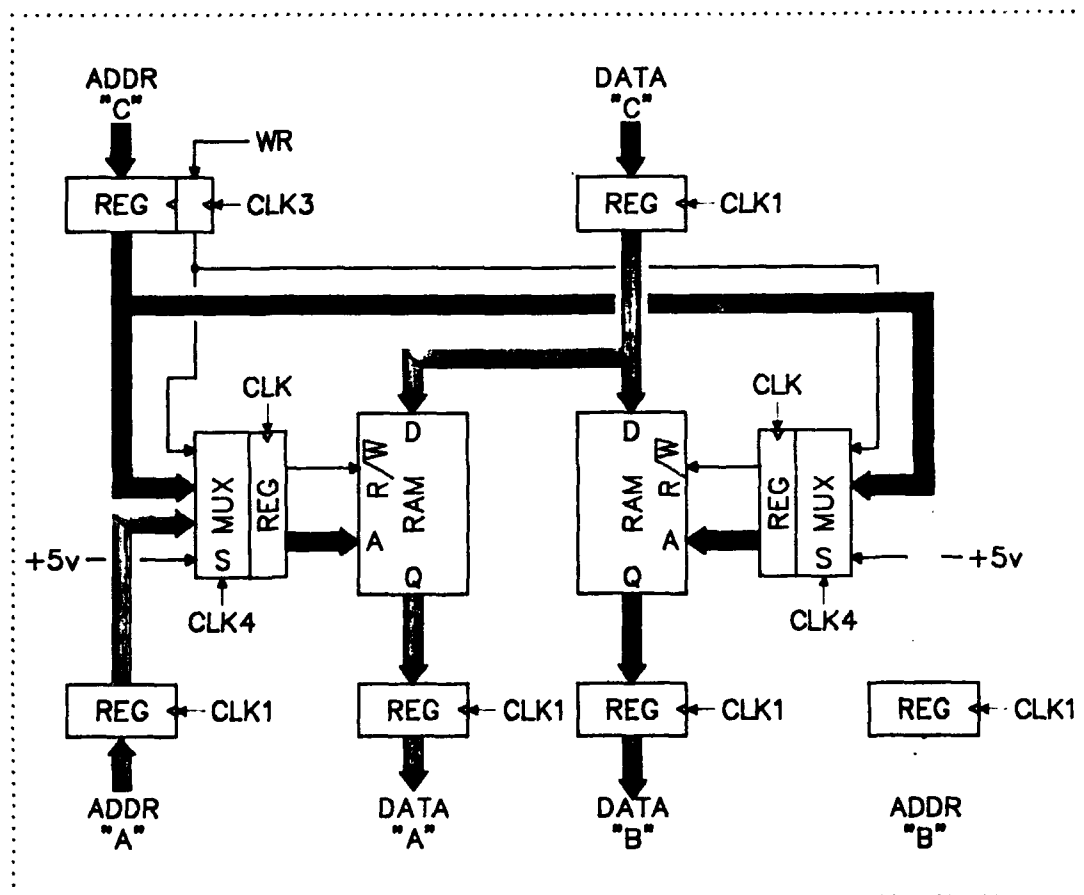 ADDR
"C"
DATA
"C"
WR
REG
CLK3
REG
CLK1
CLK
CLK
D
D
R/W̅
R/W̅
MUX
REG
RAM
RAM
REG
MUX
A
A
+5v
S
Q
Q
S
+5v
CLK4
CLK4
REG
CLK1
REG
CLK1
REG
CLK1
REG
CLK1
ADDR
"A"
DATA
"A"
DATA
"B"
ADDR
"B"